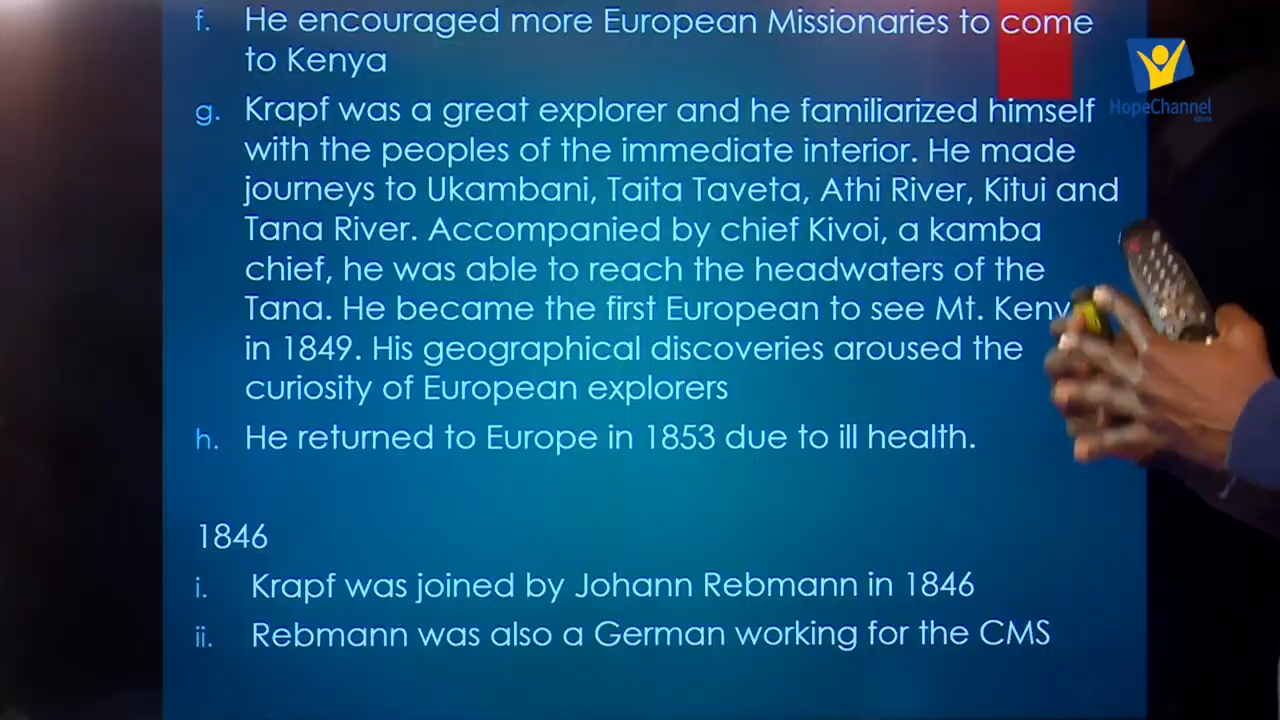 f. He encouraged more European Missionaries to come
to Kenya
g. Krapf was a great explorer and he familiarized himself
with the peoples of the immediate interior. He made
journeys to Ukambani, Taita Taveta, Athi River, Kitui and
Tana River. Accompanied by chief Kivoi, a kamba
chief, he was able to reach the headwaters of the
Tana. He became the first European to see Mt. Keny
in 1849. His geographical discoveries aroused the
curiosity of European explorers
h. He returned to Europe in 1853 due to ill health.
1846
i. Krapf was joined by Johann Rebmann in 1846
ii. Rebmann was also a German working for the CMS
HopeChannel
KENYA